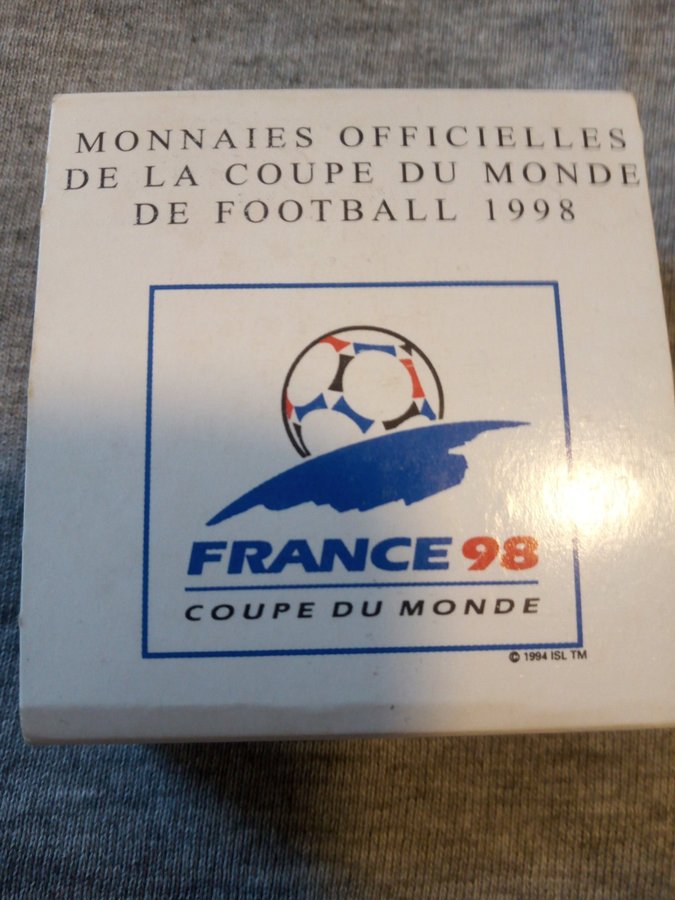 MONNAIES OFFICIELLES
DE LA COUPE DU MONDE
DE FOOTBALL 1998
FRANCE 98
COUPE DU MONDE
© 1994 ISL TM